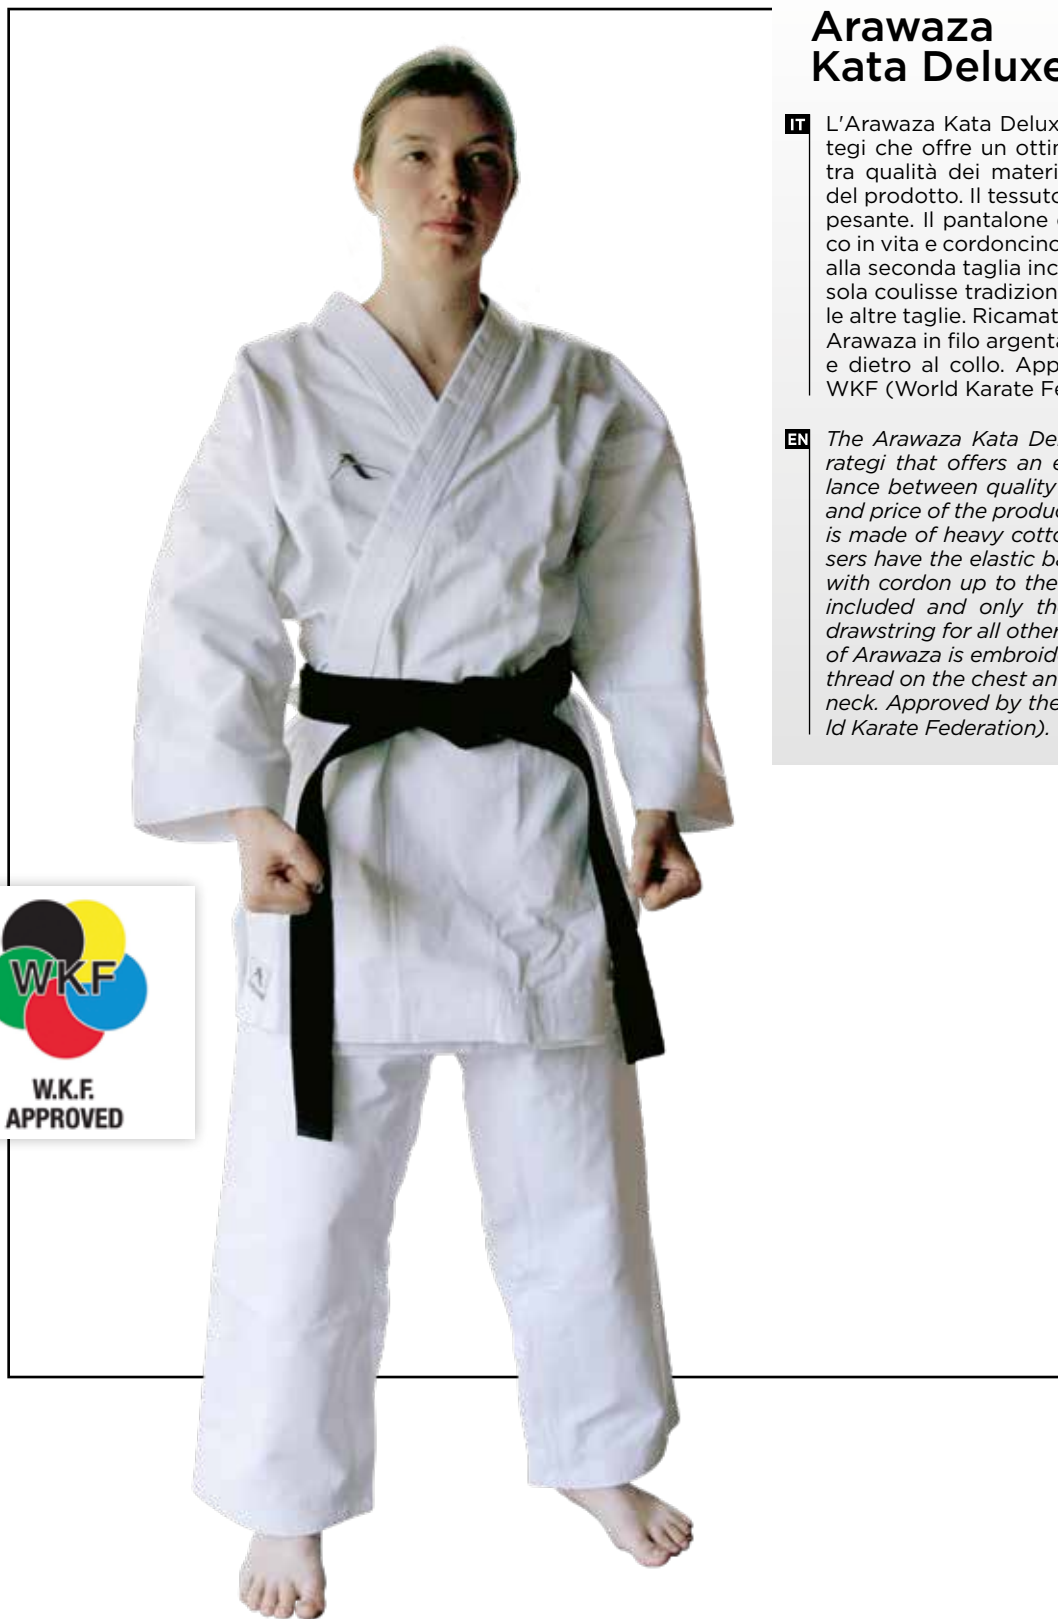 Arawaza
Kata Deluxe
IT
L'Arawaza Kata Delux
tegi che offre un ottin
tra qualità dei materi
del prodotto. Il tessuto
pesante. Il pantalone
co in vita e cordoncino
alla seconda taglia inc
sola coulisse tradizion
le altre taglie. Ricamat
Arawaza in filo argenta
e dietro al collo. App
WKF (World Karate Fe
EN
The Arawaza Kata De
rategi that offers an e
lance between quality
and price of the produc
is made of heavy cotto
sers have the elastic ba
with cordon up to the
included and only th
drawstring for all other
of Arawaza is embroid
thread on the chest an
neck. Approved by the
ld Karate Federation).
WKF
W.K.F.
APPROVED